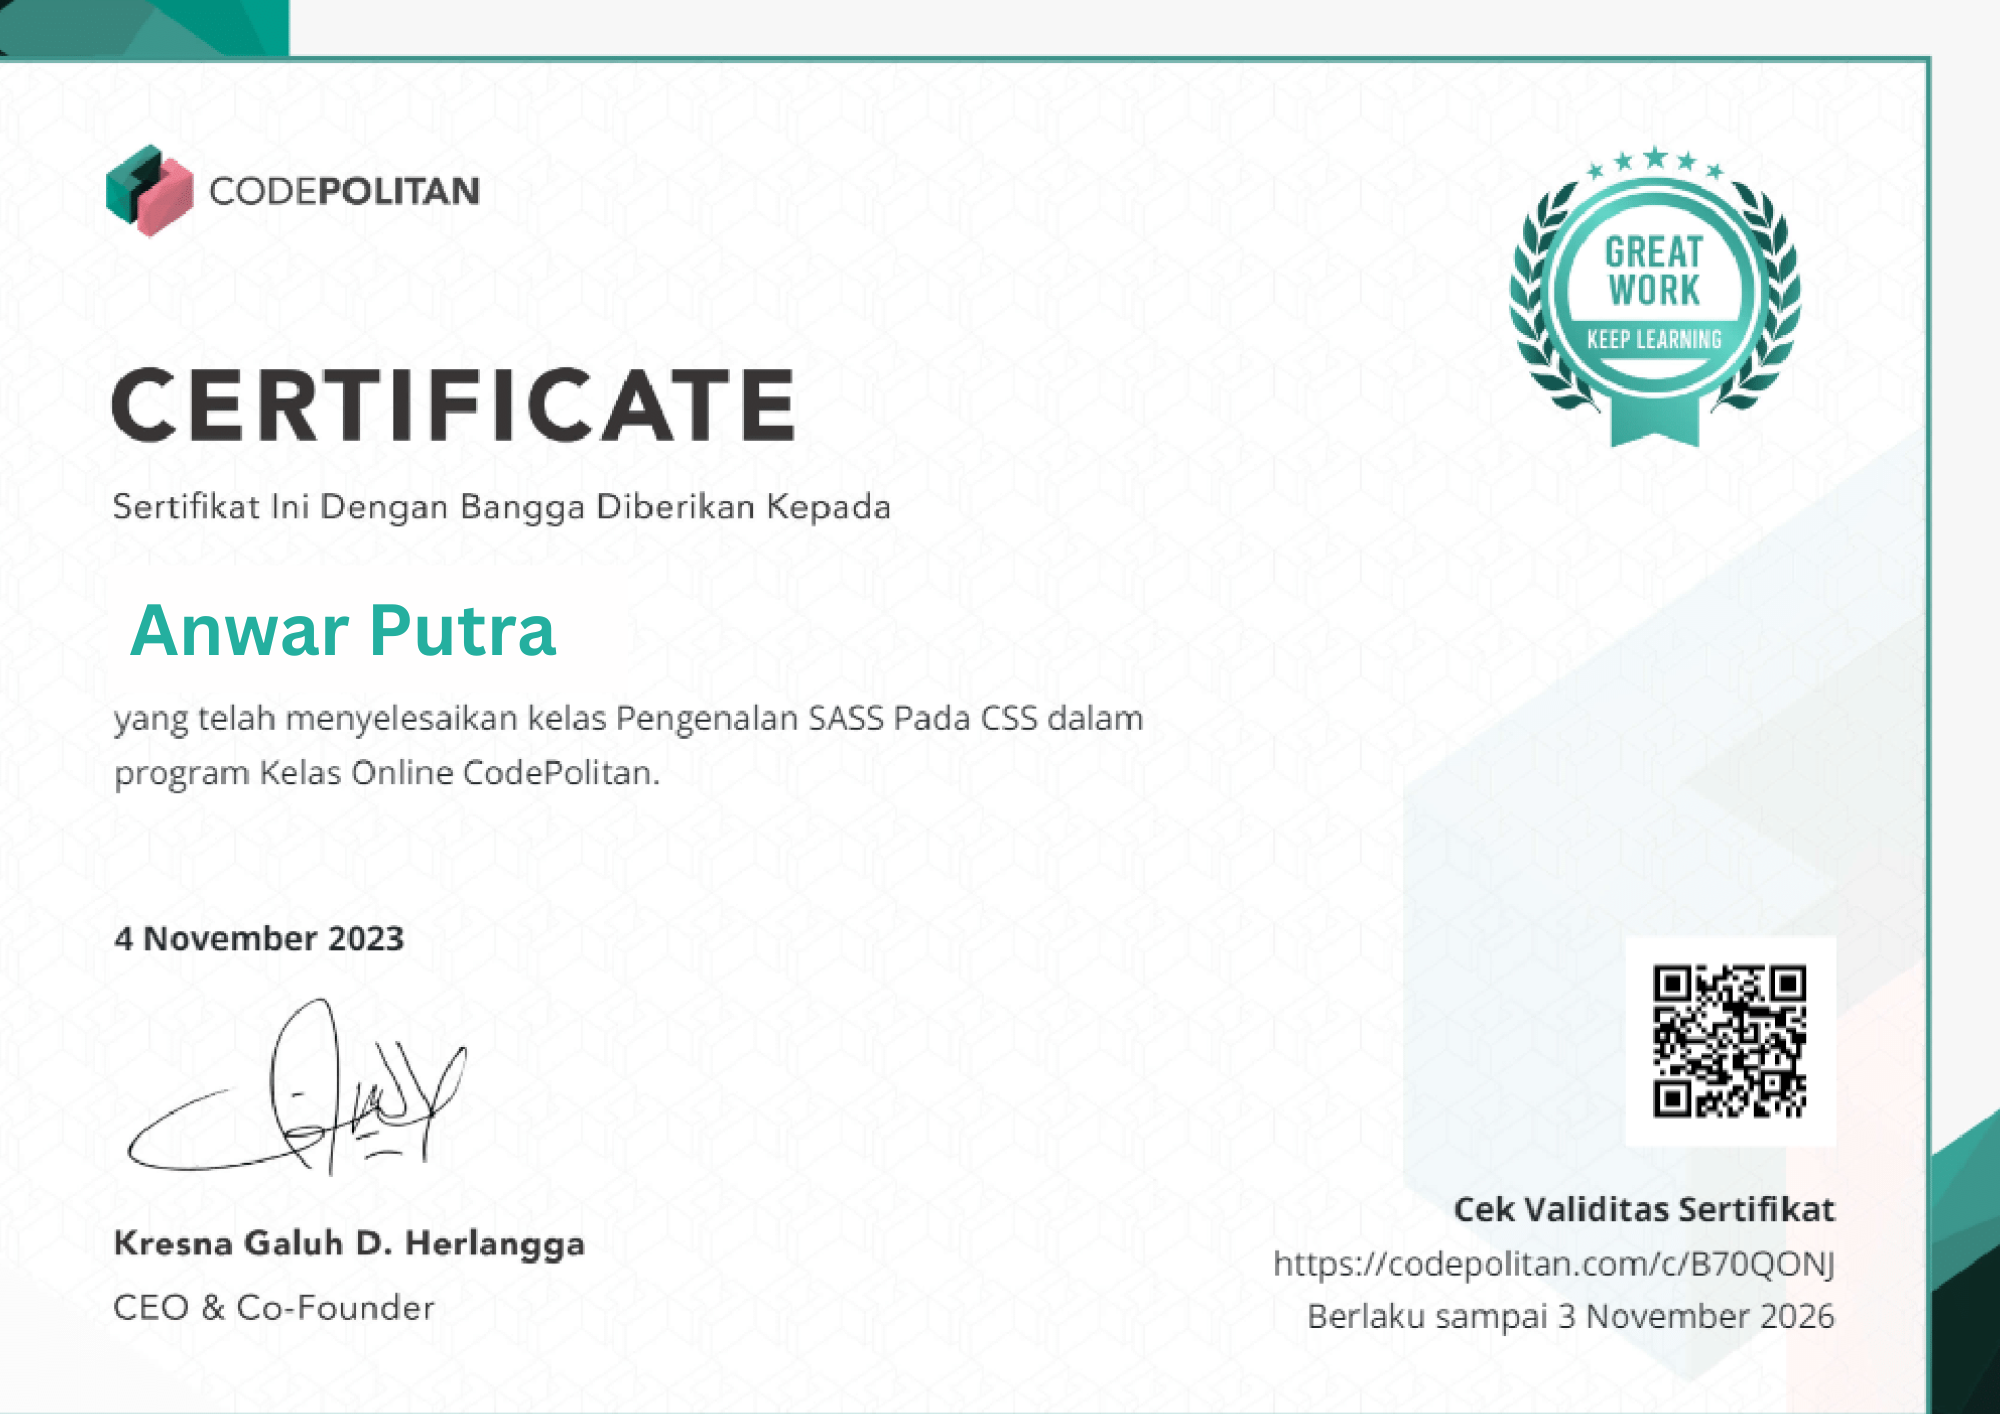 CODEPOLITAN
GREAT
WORK
KEEP LEARNING
CERTIFICATE
Sertifikat Ini Dengan Bangga Diberikan Kepada
Anwar Putra
yang telah menyelesaikan kelas Pengenalan SASS Pada CSS dalam
program Kelas Online CodePolitan.
4 November 2023
Kresna Galuh D. Herlangga
CEO & Co-Founder
Cek Validitas Sertifikat
https://codepolitan.com/c/B70QONJ
Berlaku sampai 3 November 2026